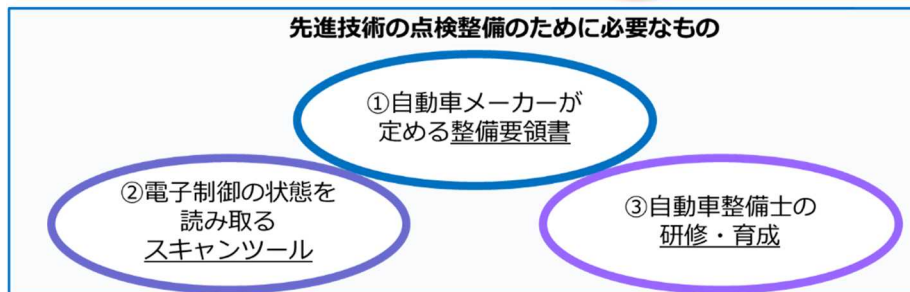 先進技術の点検整備のために必要なもの
①自動車メーカーが
定める整備要領書
②電子制御の状態を
読み取る
スキャンツール
③自動車整備士の
研修・育成